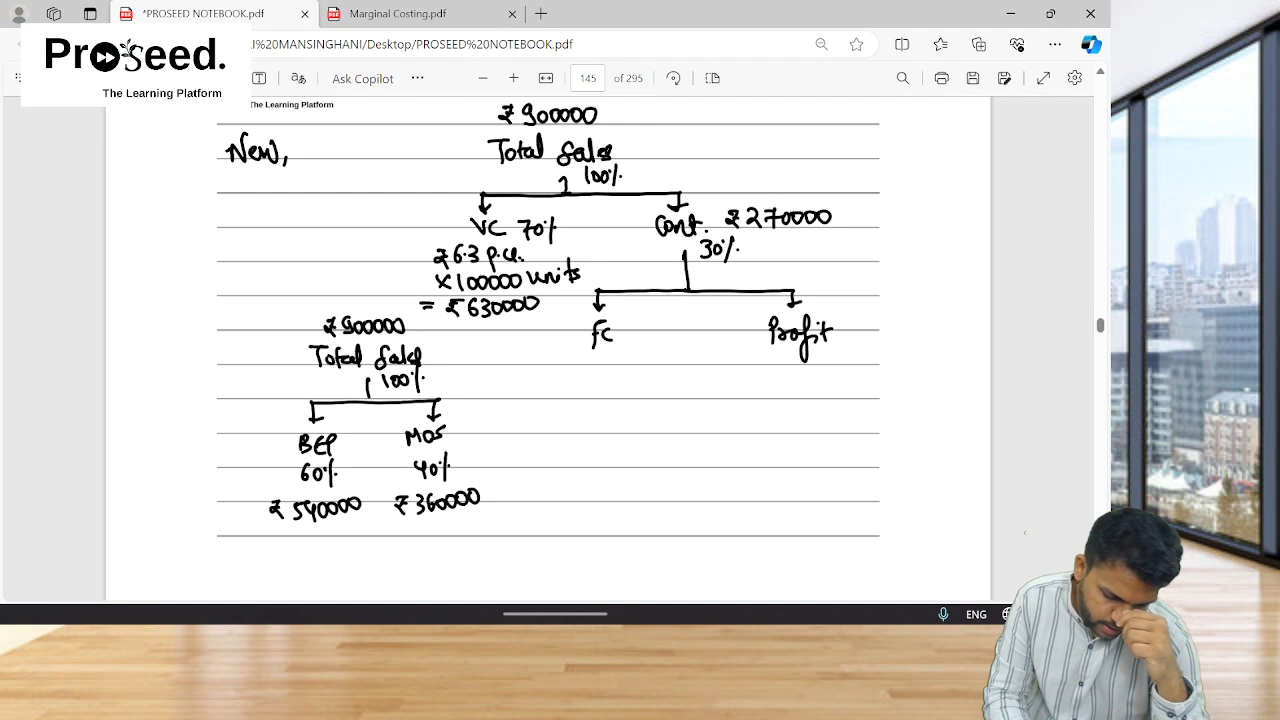 *PROSEED NOTEBOOK.pdf
Marginal Costing.pdf
Proseed.
The Learning Platform
J%20MANSINGHANI/Desktop/PROSEED%20NOTEBOOK.pdf
Ask Copilot
145 of 295
The Learning Platform
₹900000
New,
Total Sales
100%
VC 70%
Cont. ₹270000
30%
₹6.3 p.u.
×100000 units
= ₹630000
FC
Profit
₹900000
Total Sales
100%
BEP
MOS
60%
40%
₹540000
₹360000
ENG